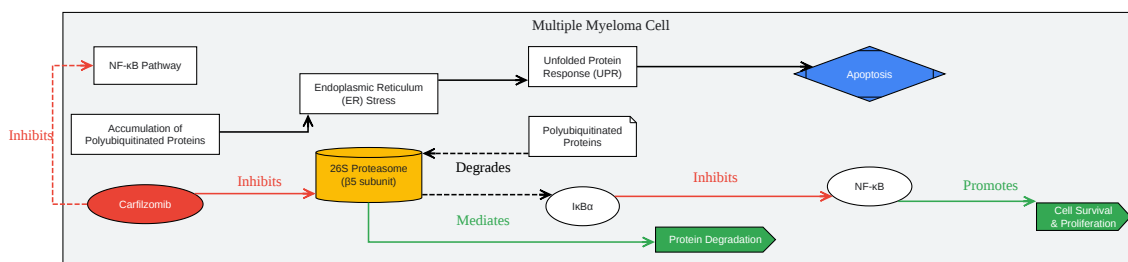 Multiple Myeloma Cell
NF-κB Pathway
Unfolded Protein
Response (UPR)
Apoptosis
Endoplasmic Reticulum
(ER) Stress
Inhibits
Accumulation of
Polyubiquitinated Proteins
Polyubiquitinated
Proteins
26S Proteasome
(β5 subunit)
Degrades
Carfilzomib
Inhibits
IκBα
Inhibits
NF-κB
Promotes
Cell Survival
& Proliferation
Mediates
Protein Degradation